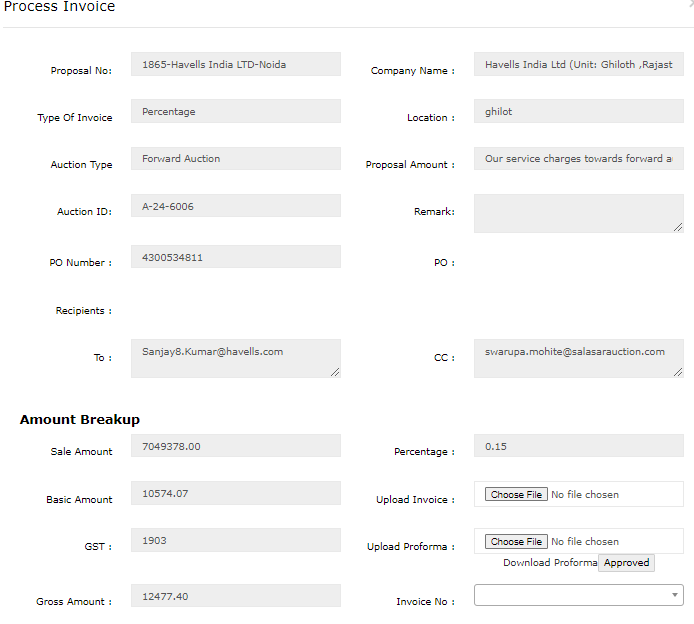 Process Invoice
Proposal No: 1865-Havells India LTD-Noida Company Name : Havells India Ltd (Unit: Ghiloth ,Rajast
Type Of Invoice Percentage Location : ghilot
Auction Type Forward Auction Proposal Amount : Our service charges towards forward a
Auction ID: A-24-6006 Remark:
PO Number : 4300534811 PO :
Recipients :
To : Sanjay8.Kumar@havells.com CC : swarupa.mohite@salasarauction.com
Amount Breakup
Sale Amount 7049378.00 Percentage : 0.15
Basic Amount 10574.07 Upload Invoice : Choose File No file chosen
GST : 1903 Upload Proforma : Choose File No file chosen
Download Proforma Approved
Gross Amount : 12477.40 Invoice No :